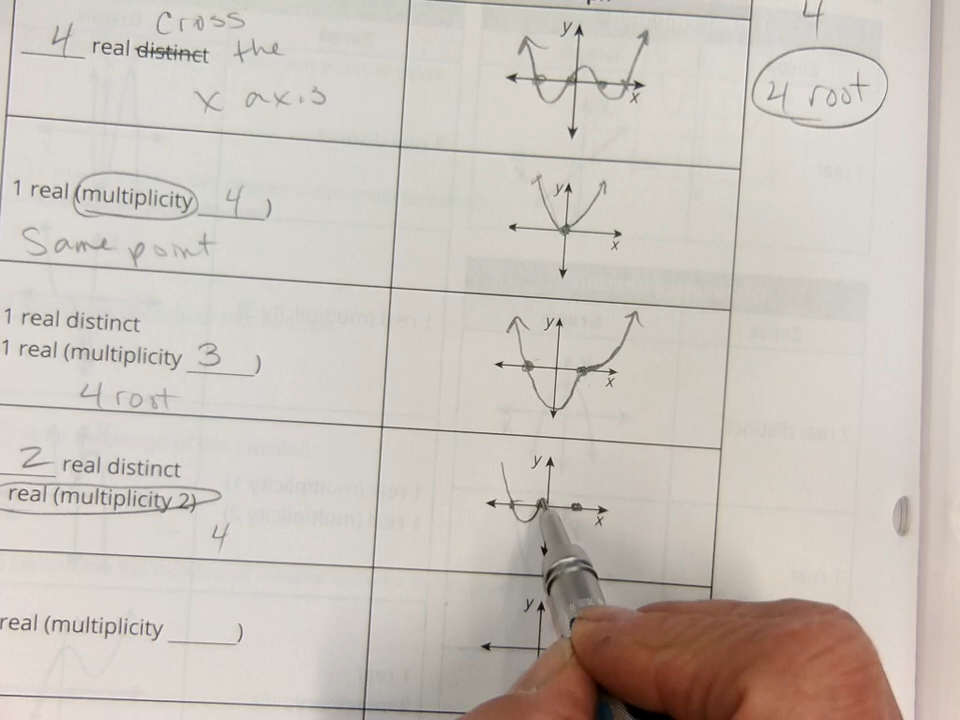 4
Cross
4 real distinct the
x axis
y
x
4 root
1 real (multiplicity 4 )
Same point
y
x
1 real distinct
1 real (multiplicity 3 )
4 root
y
x
2 real distinct
real (multiplicity 2)
4
y
x
real (multiplicity ____)
y